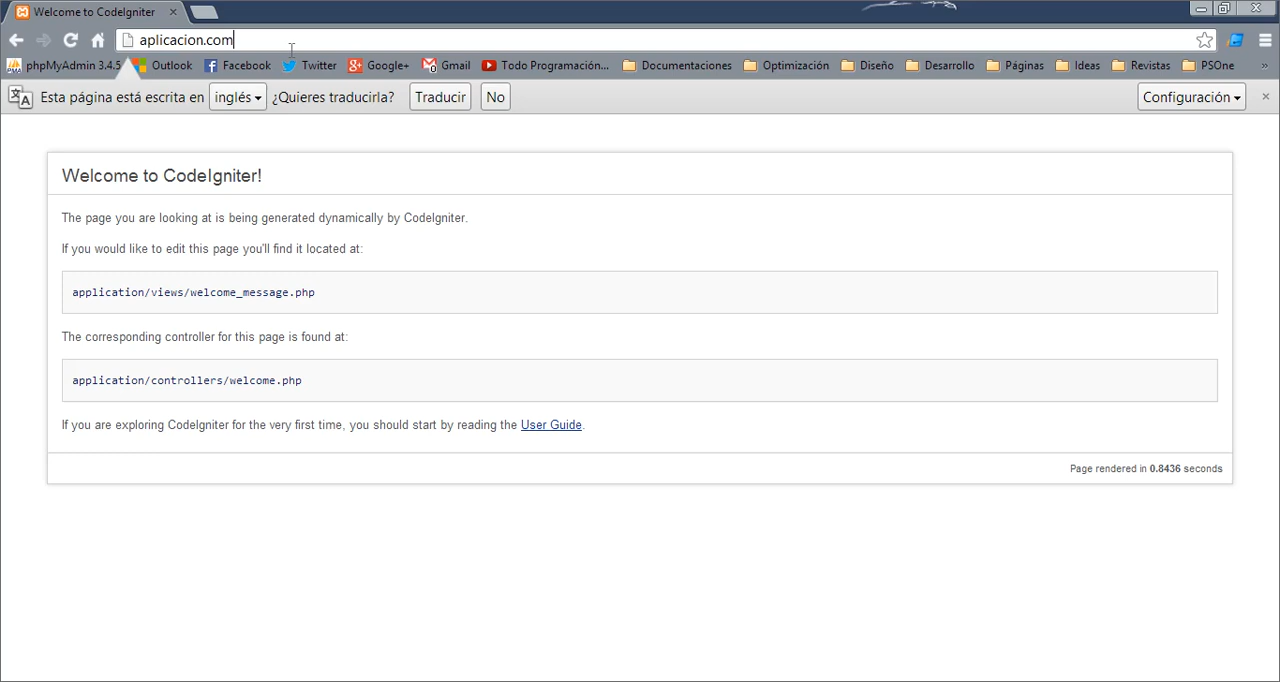 Welcome to CodeIgniter
aplicacion.com
phpMyAdmin 3.4.5 Outlook Facebook Twitter Google+ Gmail Todo Programación... Documentaciones Optimización Diseño Desarrollo Páginas Ideas Revistas PSOne »
Esta página está escrita en inglés ¿Quieres traducirla? Traducir No Configuración
Welcome to CodeIgniter!
The page you are looking at is being generated dynamically by CodeIgniter.
If you would like to edit this page you'll find it located at:
application/views/welcome_message.php
The corresponding controller for this page is found at:
application/controllers/welcome.php
If you are exploring CodeIgniter for the very first time, you should start by reading the User Guide.
Page rendered in 0.8436 seconds